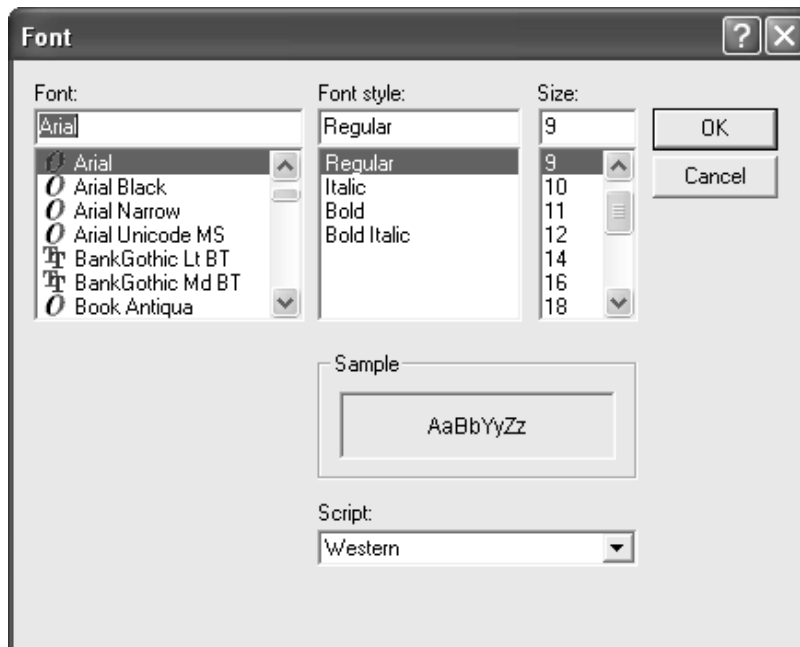 Font
Font:
Arial
Arial
Arial Black
Arial Narrow
Arial Unicode MS
BankGothic Lt BT
BankGothic Md BT
Book Antiqua
Font style:
Regular
Regular
Italic
Bold
Bold Italic
Size:
9
9
10
11
12
14
16
18
OK
Cancel
Sample
AaBbYyZz
Script:
Western